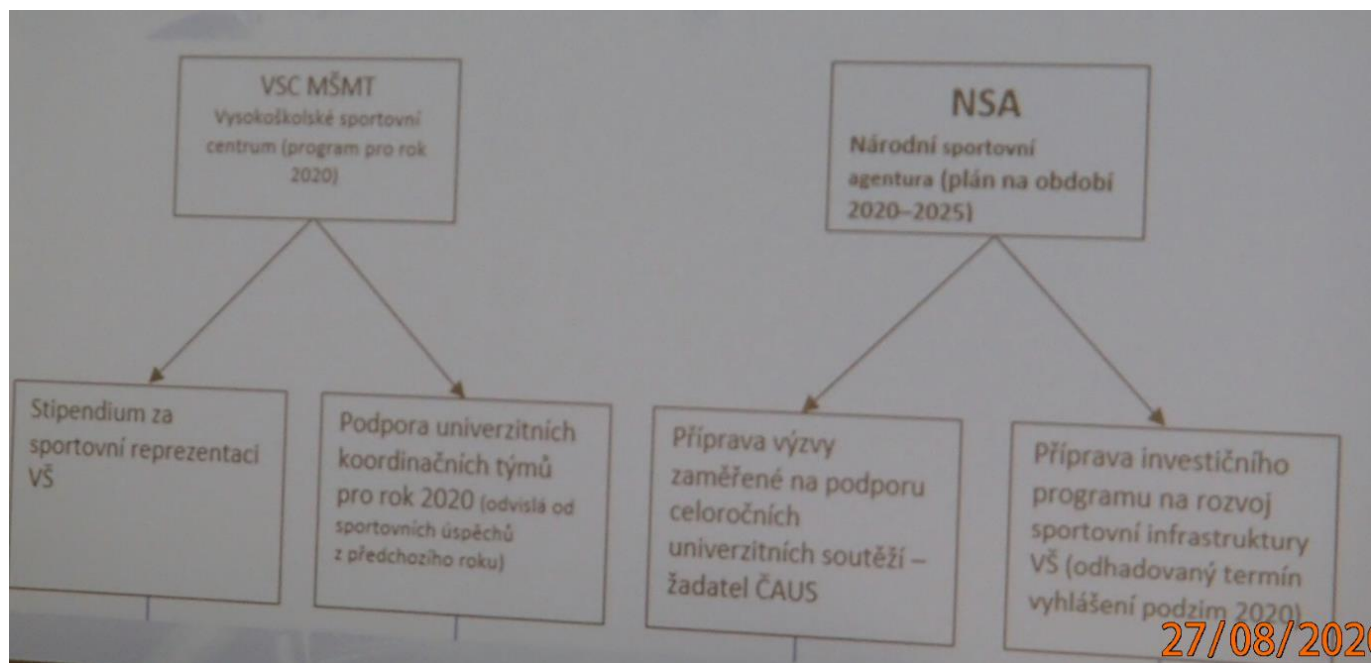 VSC MŠMT
Vysokoškolské sportovní
centrum (program pro rok
2020)
NSA
Národní sportovní
agentura (plán na období
2020–2025)
Stipendium za
sportovní reprezentaci
VŠ
Podpora univerzitních
koordinačních týmů
pro rok 2020 (odvislá od
sportovních úspěchů
z předchozího roku)
Příprava výzvy
zaměřené na podporu
celoročních
univerzitních soutěží –
žadatel ČAUS
Příprava investičního
programu na rozvoj
sportovní infrastruktury
VŠ (odhadovaný termín
vyhlášení podzim 2020)
27/08/2020